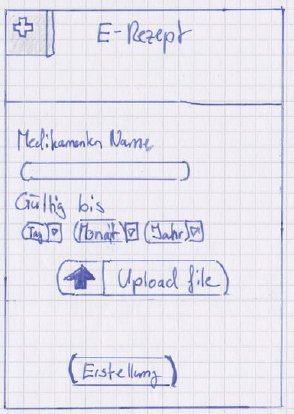 E-Rezept
Medikamenten Name
Gültig bis
Tag Monat Jahr
Upload file
Erstellung